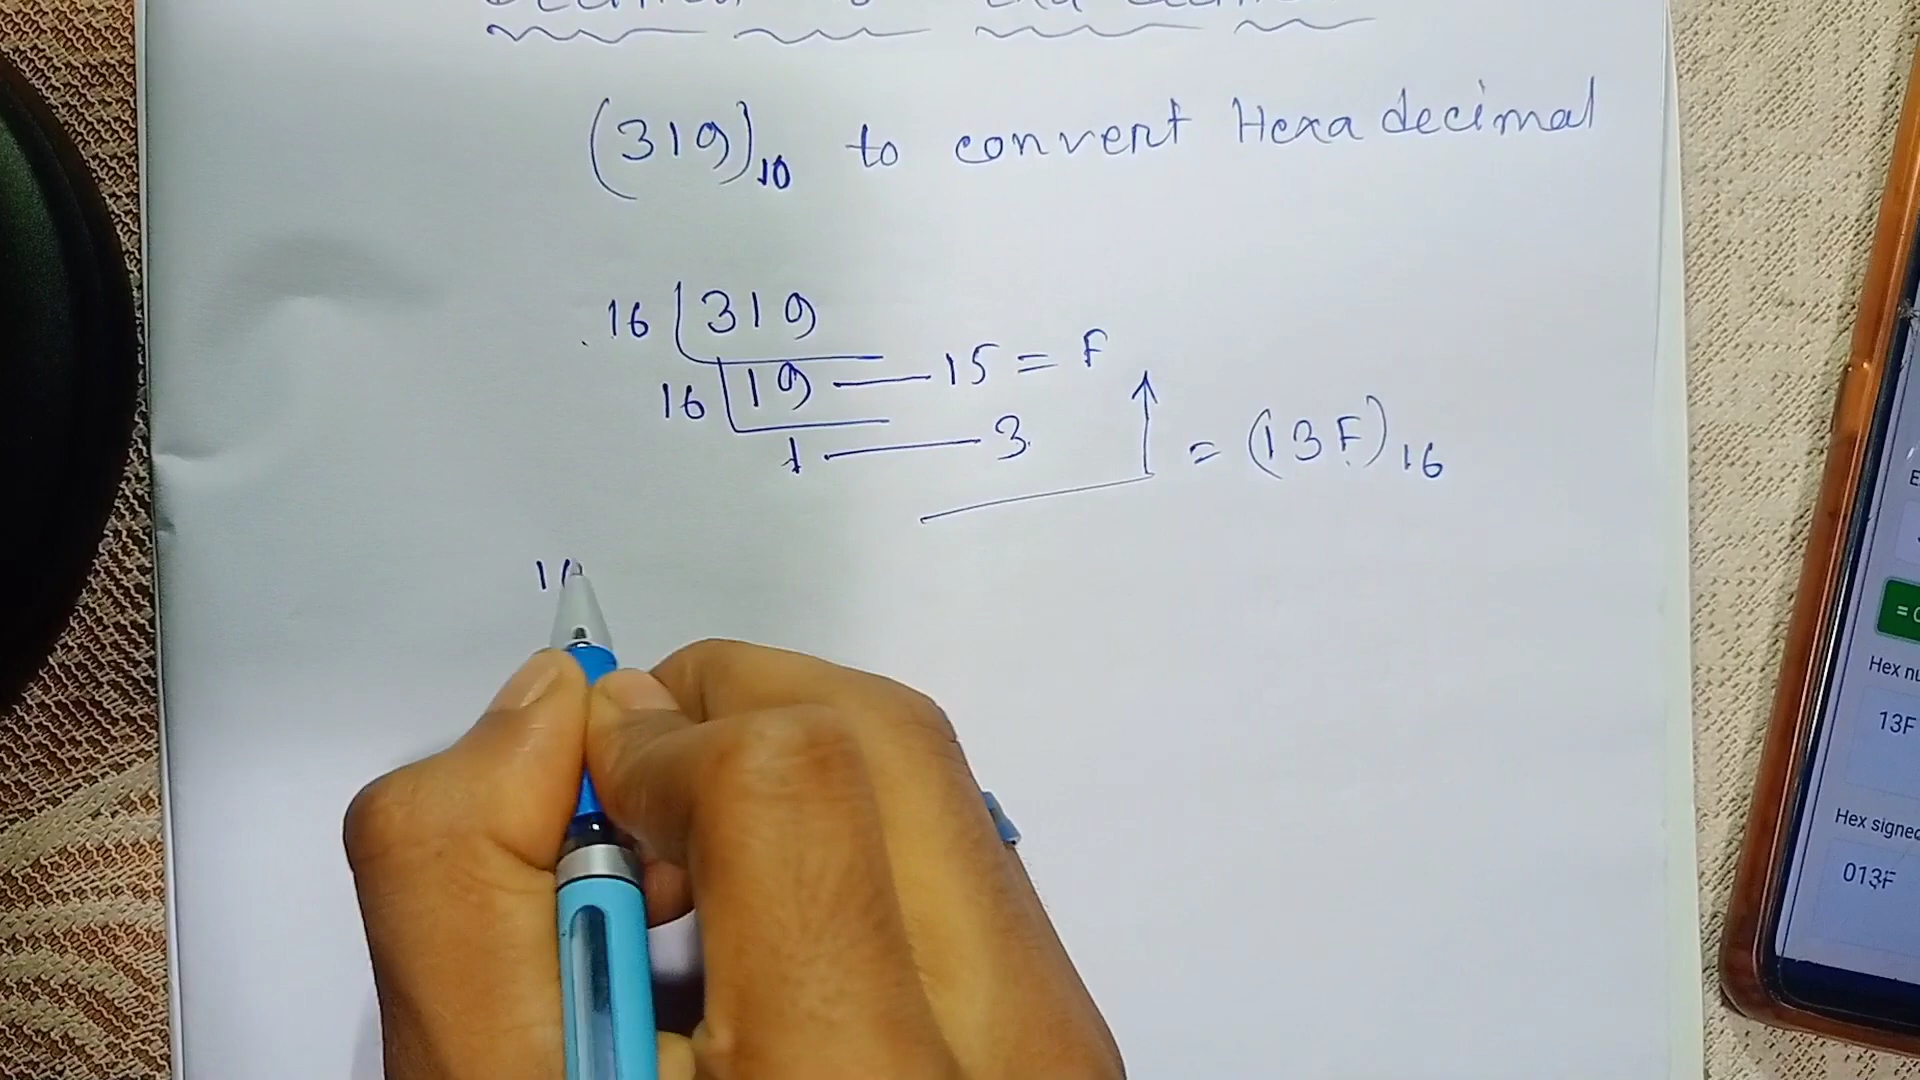 (319)10 to convert Hexa decimal
16 319
16 19 — 15 = F
1 — 3
= (13F)16
Hex nu
13F
Hex signed
013F